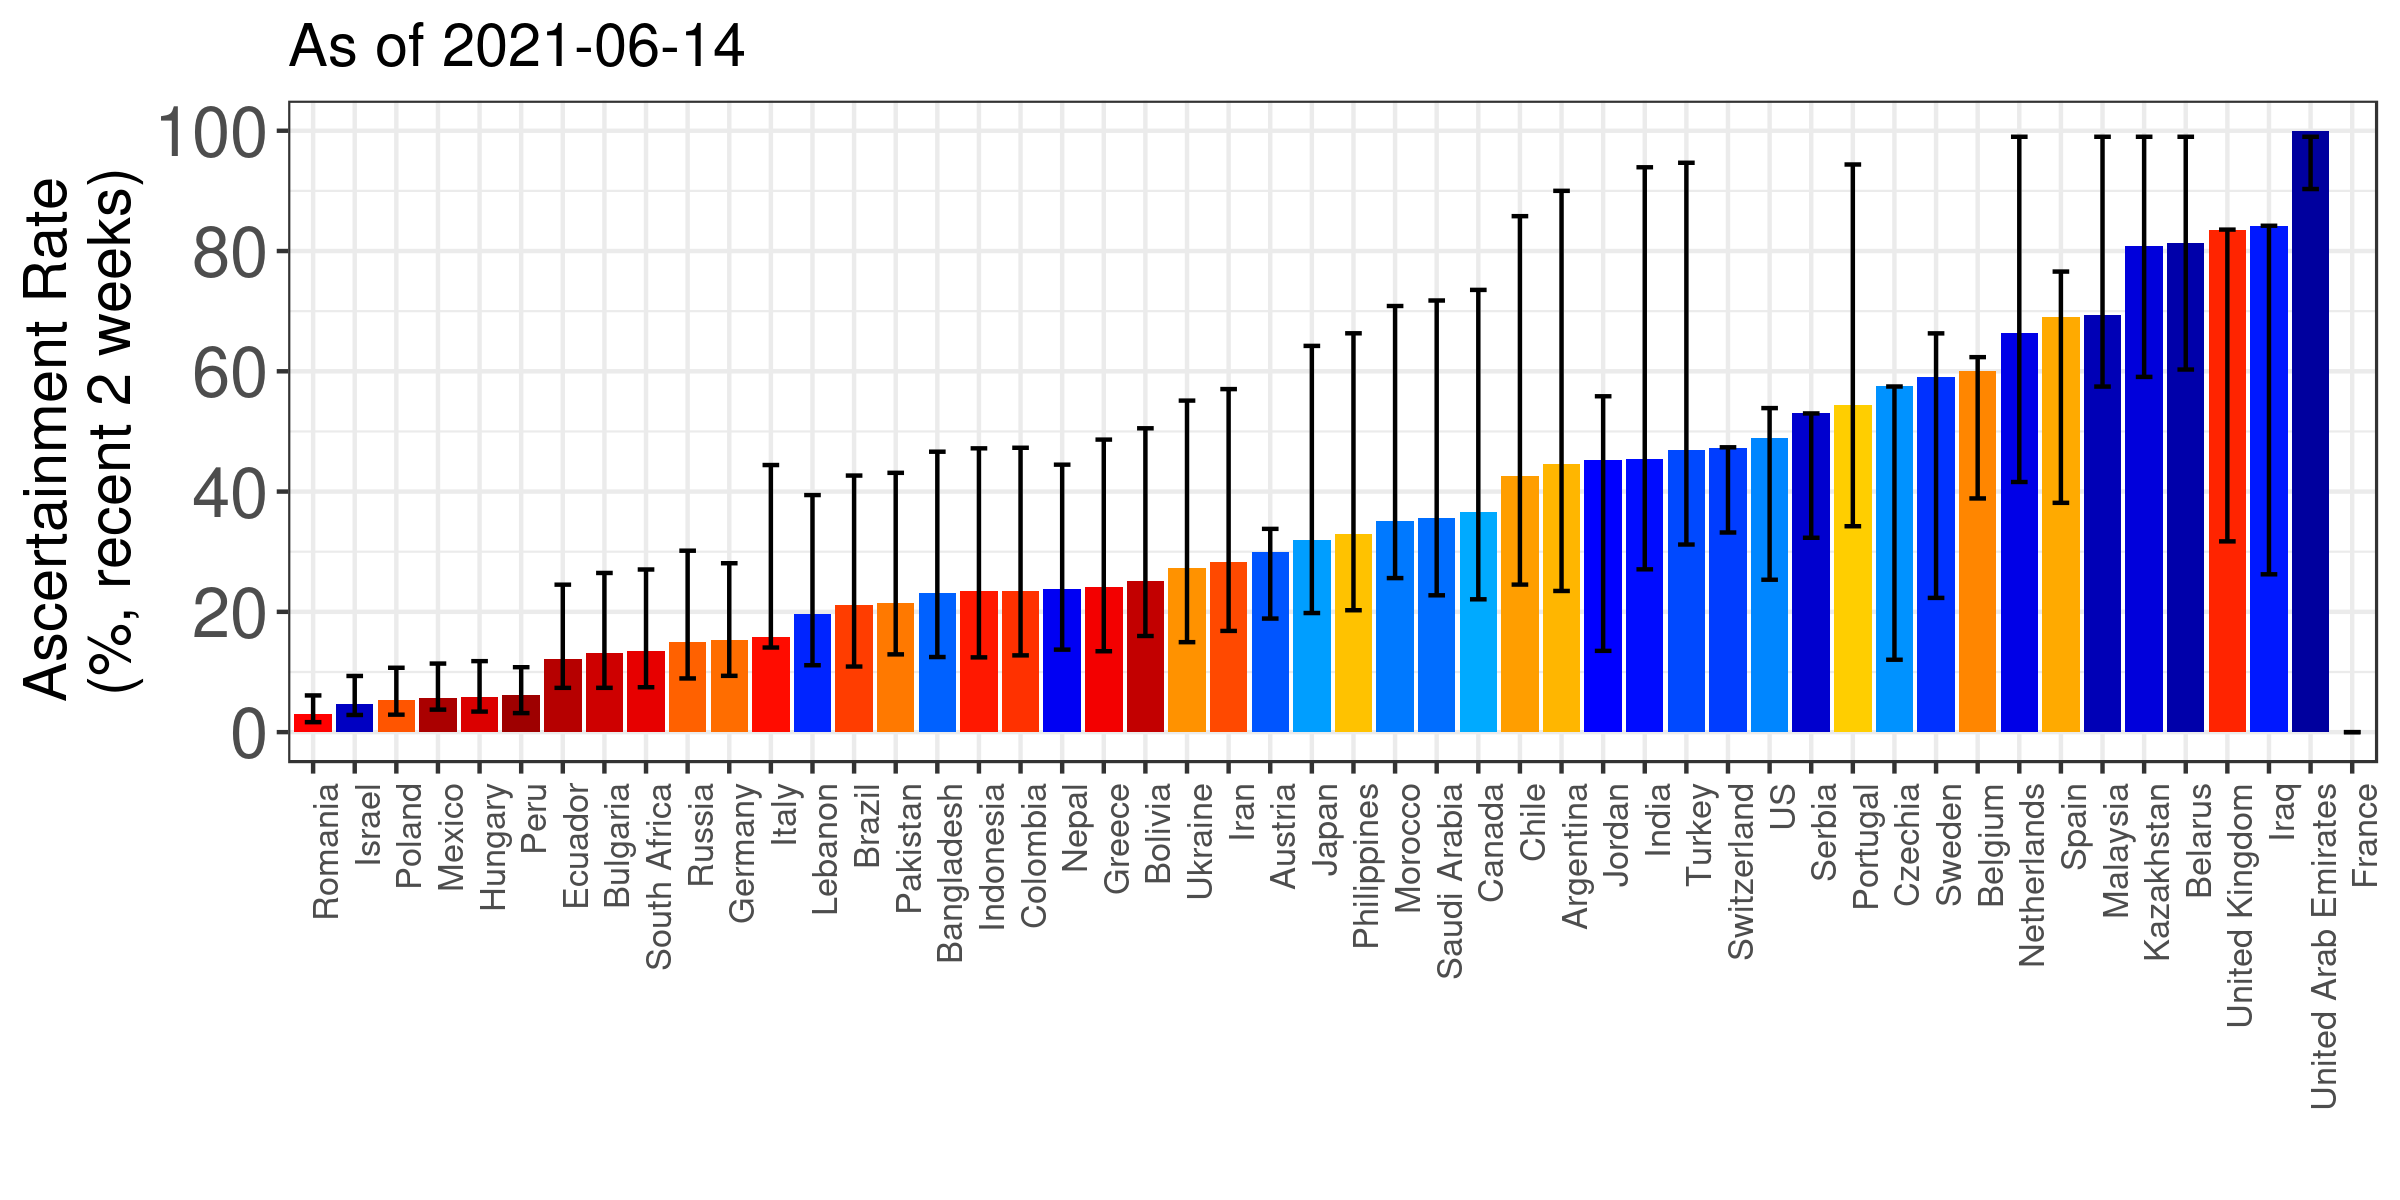 As of 2021-06-14
Ascertainment Rate
(%, recent 2 weeks)
100
80
60
40
20
0
Romania
Israel
Poland
Mexico
Hungary
Peru
Ecuador
Bulgaria
South Africa
Russia
Germany
Italy
Lebanon
Brazil
Pakistan
Bangladesh
Indonesia
Colombia
Nepal
Greece
Bolivia
Ukraine
Iran
Austria
Japan
Philippines
Morocco
Saudi Arabia
Canada
Chile
Argentina
Jordan
India
Turkey
Switzerland
US
Serbia
Portugal
Czechia
Sweden
Belgium
Netherlands
Spain
Malaysia
Kazakhstan
Belarus
United Kingdom
Iraq
United Arab Emirates
France